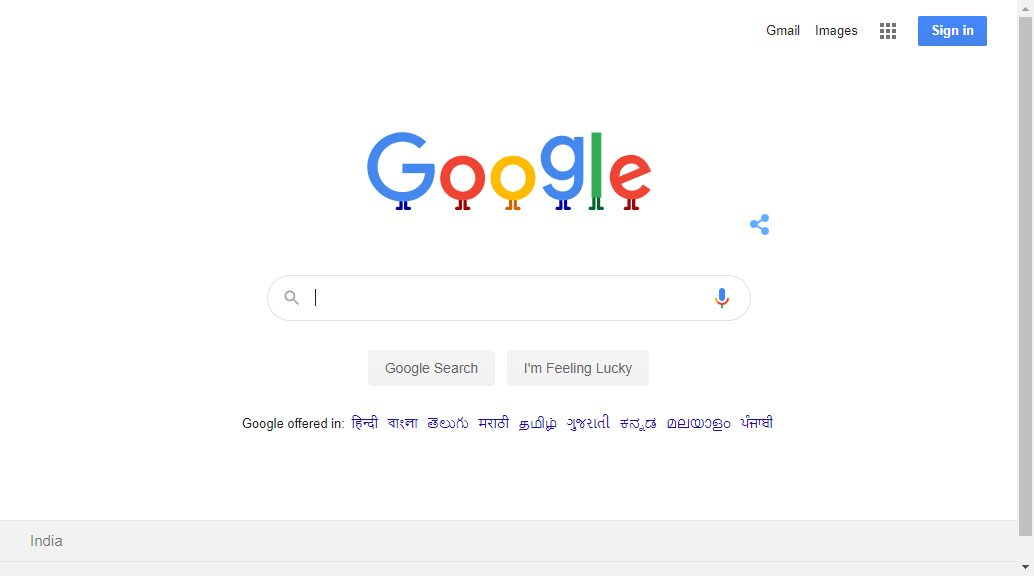 Gmail Images Sign in
Google
Google Search I'm Feeling Lucky
Google offered in: हिन्दी বাংলা తెలుగు मराठी தமிழ் ગુજરાતી ಕನ್ನಡ മലയാളം ਪੰਜਾਬੀ
India